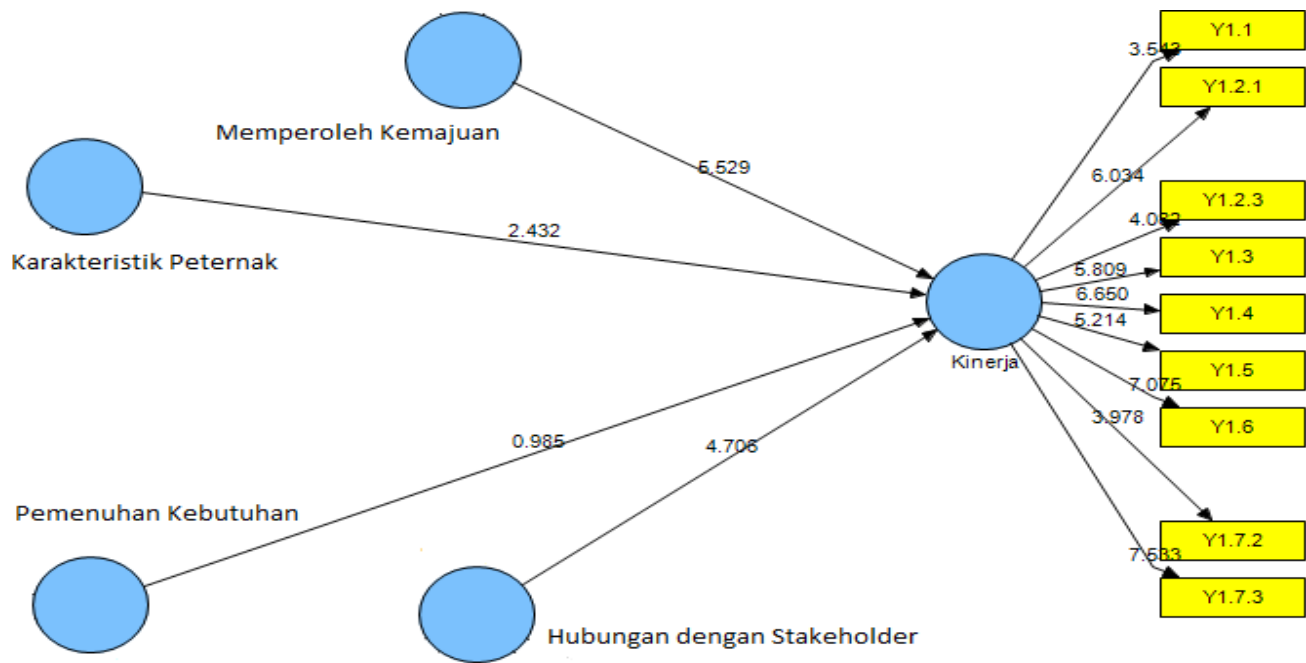 Y1.1
3.543
Y1.2.1
Memperoleh Kemajuan
5.529
6.034
Y1.2.3
4.082
2.432
Karakteristik Peternak
Y1.3
5.809
6.650
Y1.4
5.214
Kinerja
Y1.5
7.075
3.978
Y1.6
0.985
4.706
Pemenuhan Kebutuhan
Y1.7.2
7.533
Y1.7.3
Hubungan dengan Stakeholder